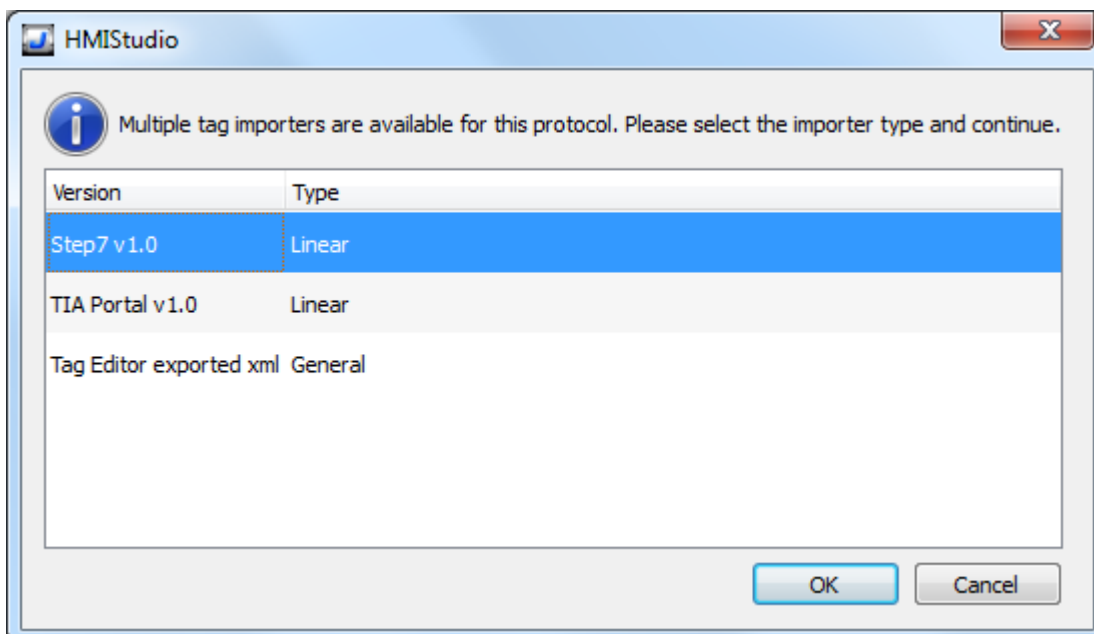 HMIStudio
Multiple tag importers are available for this protocol. Please select the importer type and continue.
Version Type
Step7 v1.0 Linear
TIA Portal v1.0 Linear
Tag Editor exported xml General
OK Cancel